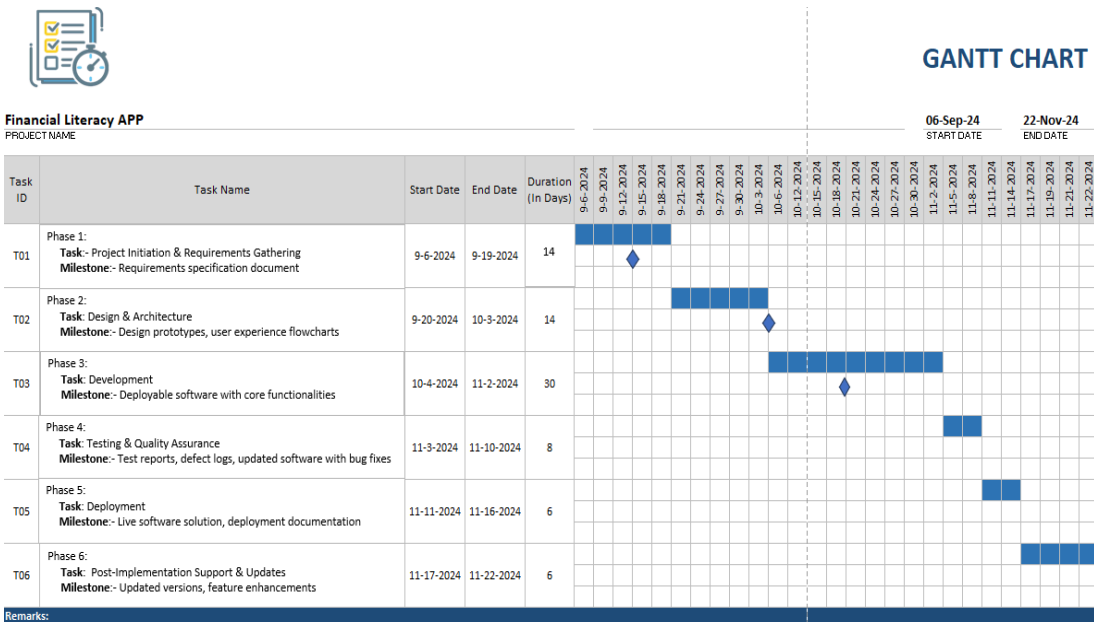 GANTT CHART
Financial Literacy APP
PROJECT NAME
06-Sep-24
START DATE
22-Nov-24
END DATE
Task ID
Task Name
Start Date
End Date
Duration (In Days)
9-6-2024
9-9-2024
9-12-2024
9-15-2024
9-18-2024
9-21-2024
9-24-2024
9-27-2024
9-30-2024
10-3-2024
10-6-2024
10-12-2024
10-15-2024
10-18-2024
10-21-2024
10-24-2024
10-27-2024
10-30-2024
11-2-2024
11-5-2024
11-8-2024
11-11-2024
11-14-2024
11-17-2024
11-19-2024
11-21-2024
11-22-2024
T01
Phase 1:
Task:- Project Initiation & Requirements Gathering
Milestone:- Requirements specification document
9-6-2024
9-19-2024
14
T02
Phase 2:
Task: Design & Architecture
Milestone:- Design prototypes, user experience flowcharts
9-20-2024
10-3-2024
14
T03
Phase 3:
Task: Development
Milestone:- Deployable software with core functionalities
10-4-2024
11-2-2024
30
T04
Phase 4:
Task: Testing & Quality Assurance
Milestone:- Test reports, defect logs, updated software with bug fixes
11-3-2024
11-10-2024
8
T05
Phase 5:
Task: Deployment
Milestone:- Live software solution, deployment documentation
11-11-2024
11-16-2024
6
T06
Phase 6:
Task: Post-Implementation Support & Updates
Milestone:- Updated versions, feature enhancements
11-17-2024
11-22-2024
6
Remarks: